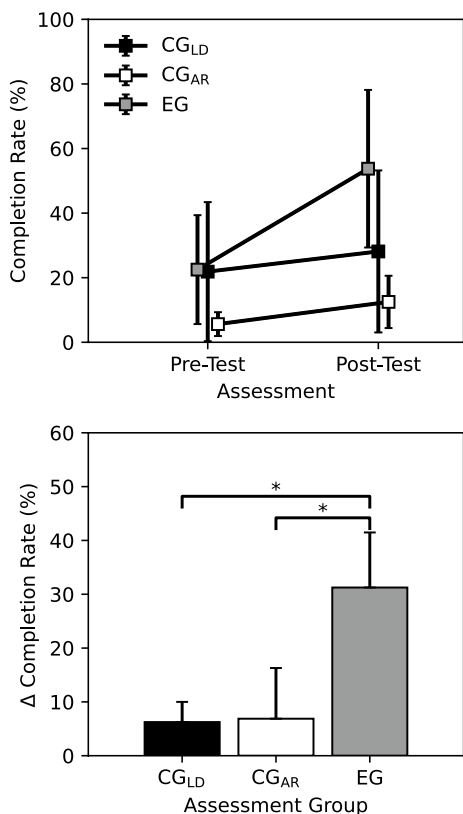 100
80
60
40
20
0
Completion Rate (%)
CG_LD
CG_AR
EG
Pre-Test
Post-Test
Assessment
60
50
40
30
20
10
0
Δ Completion Rate (%)
*
*
CG_LD
CG_AR
EG
Assessment Group